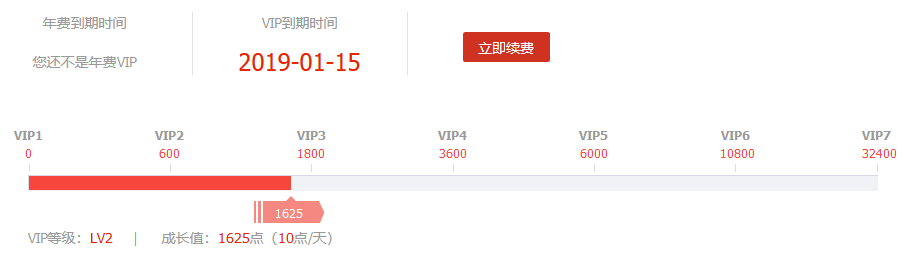 年费到期时间 VIP到期时间
您还不是年费VIP 2019-01-15 立即续费
VIP1 VIP2 VIP3 VIP4 VIP5 VIP6 VIP7
0 600 1800 3600 6000 10800 32400
1625
VIP等级：LV2 | 成长值：1625点（10点/天）